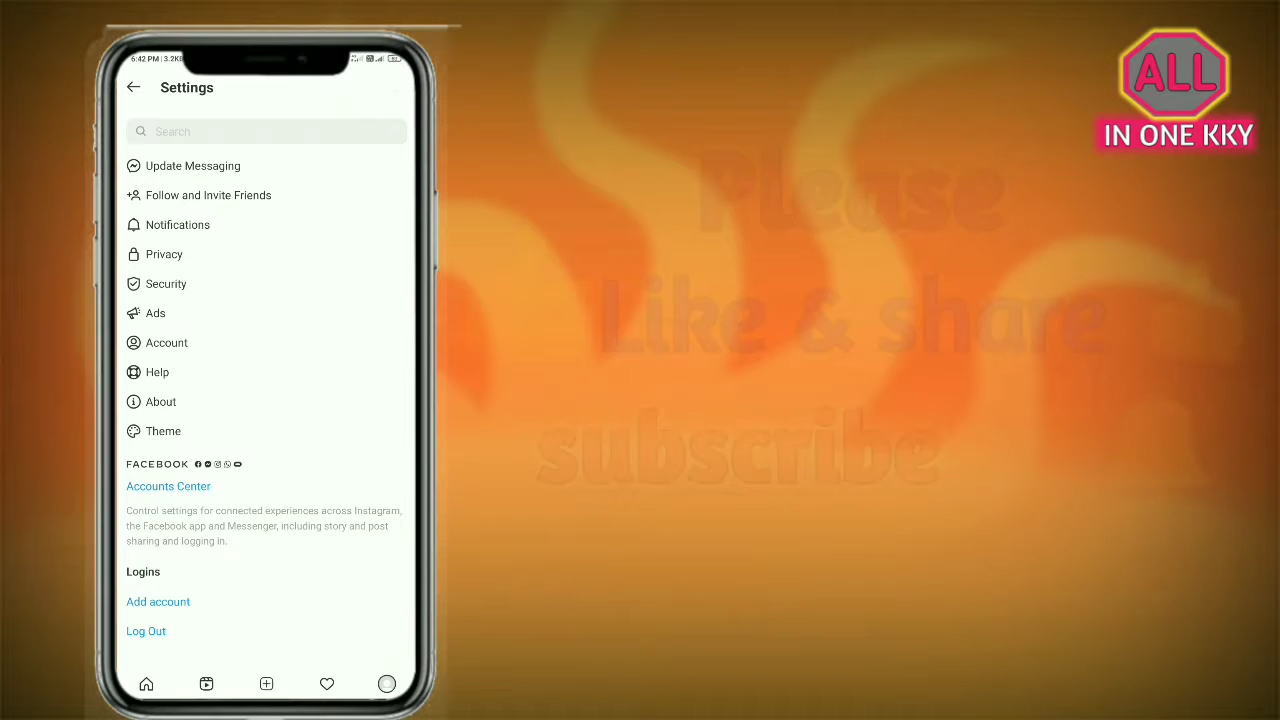 6:42 PM | 3.2KB
Settings
Search
Update Messaging
Follow and Invite Friends
Notifications
Privacy
Security
Ads
Account
Help
About
Theme
FACEBOOK
Accounts Center
Control settings for connected experiences across Instagram,
the Facebook app and Messenger, including story and post
sharing and logging in.
Logins
Add account
Log Out
Please
Like & share
subscribe
ALL
IN ONE KKY